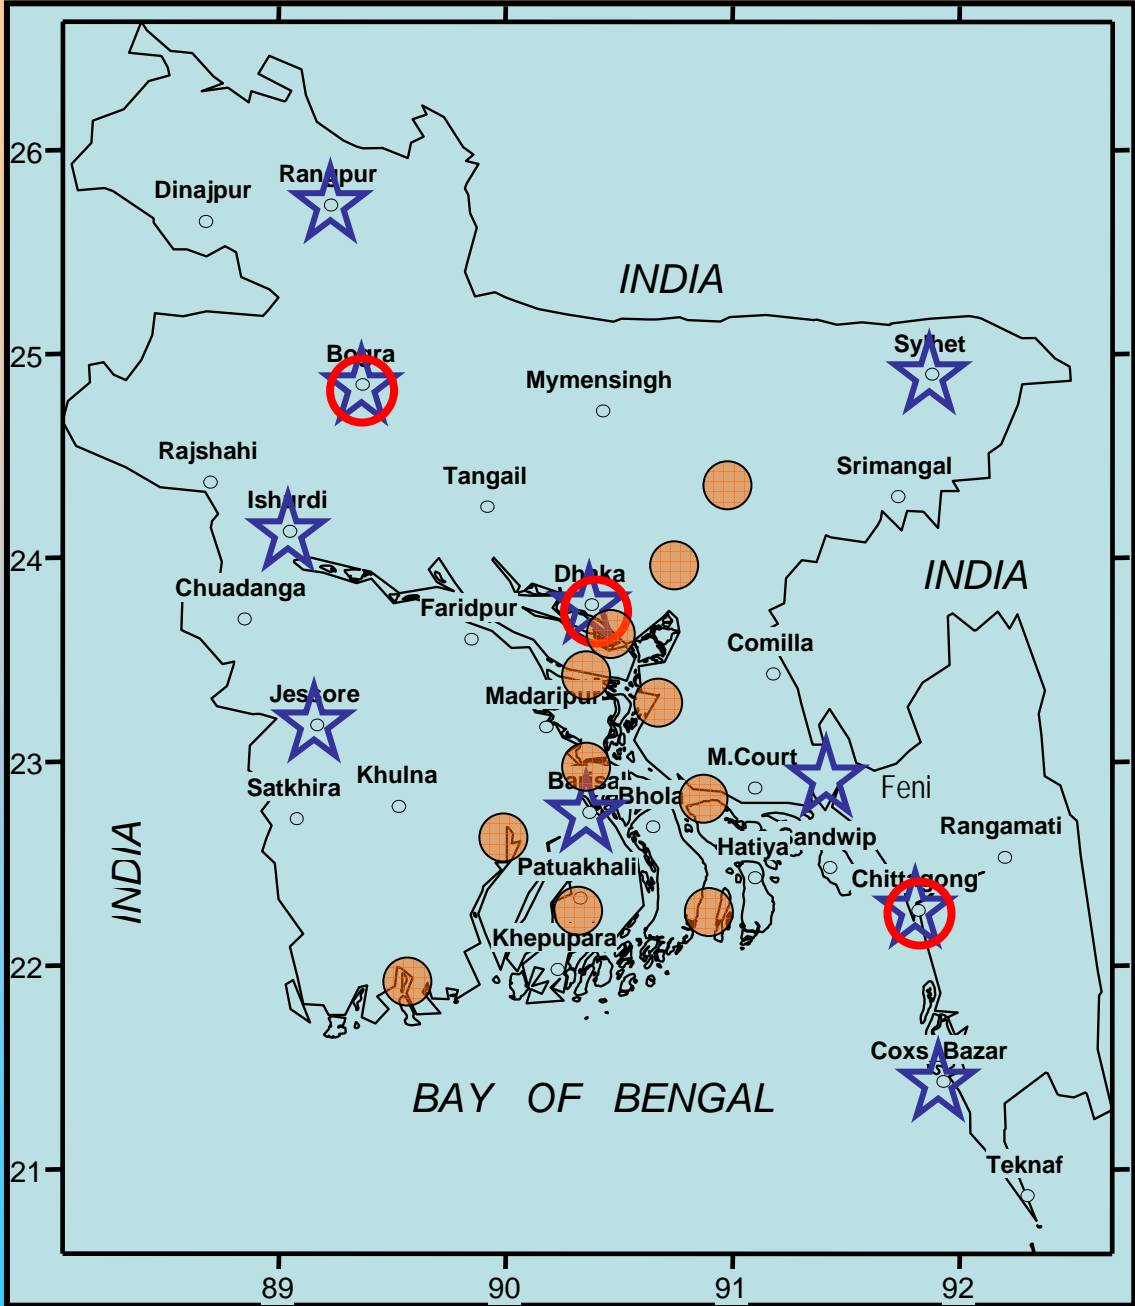 26
Rangpur
Dinajpur
INDIA
25
Bogra
Sylhet
Mymensingh
Rajshahi
Srimangal
Tangail
Ishurdi
24
Dhaka
INDIA
Chuadanga
Faridpur
Comilla
Jessore
Madaripur
23
M.Court
Khulna
Satkhira
Barisa
Bhola
Feni
Rangamati
INDIA
Hatiya
Sandwip
Patuakhali
Chittagong
Khepupara
22
Coxs Bazar
BAY OF BENGAL
21
Teknaf
89
90
91
92